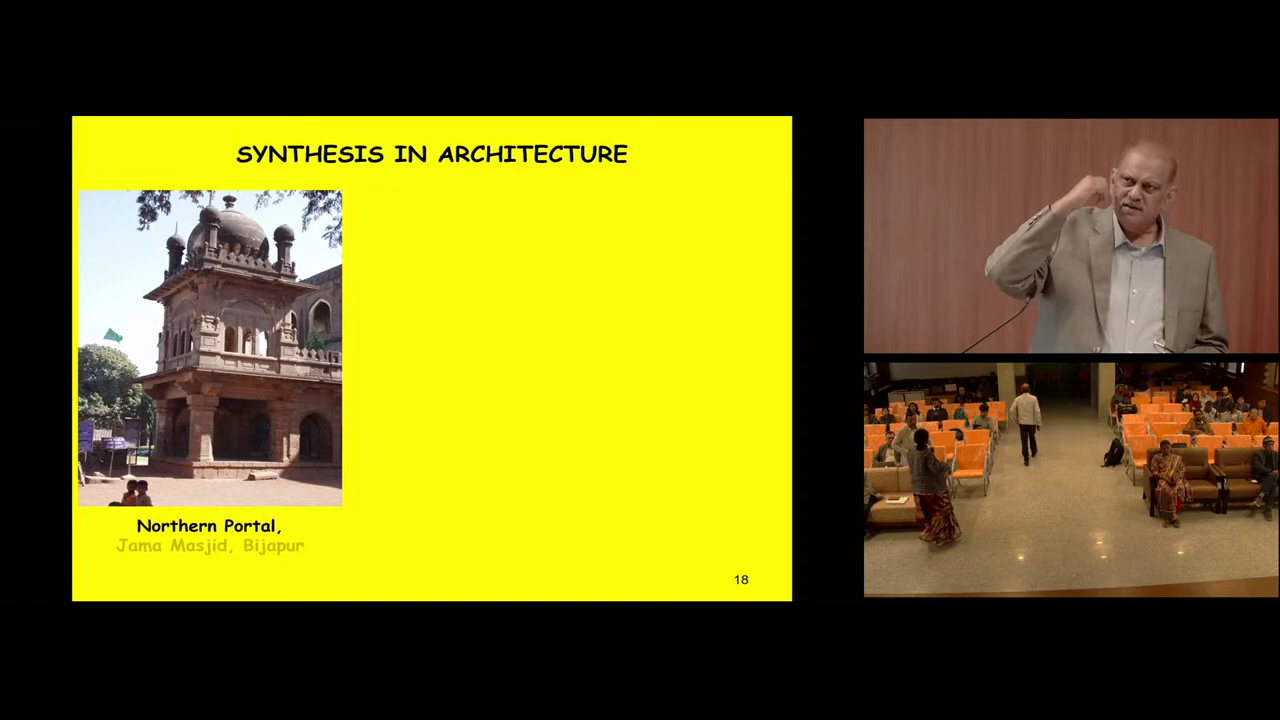 SYNTHESIS IN ARCHITECTURE
Northern Portal,
Jama Masjid, Bijapur
18